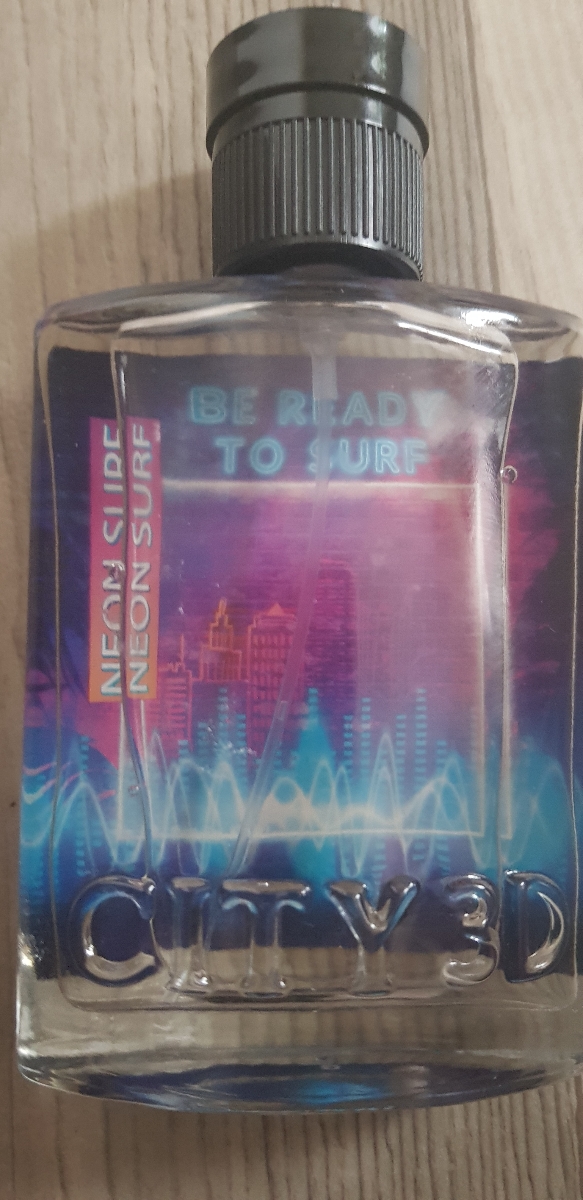 BE READY
TO SURF
NEON SURF
NEON SURF
CITY 3D